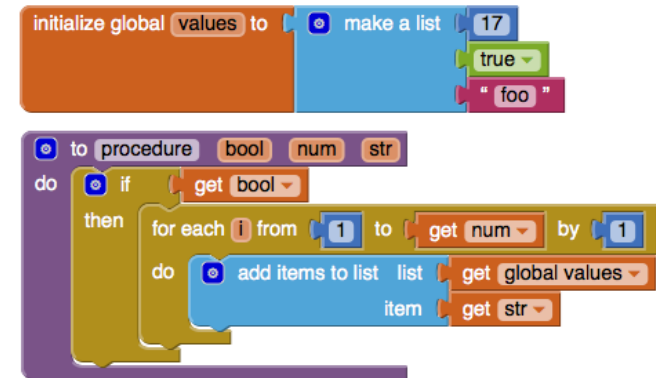 initialize global values to make a list 17
true
“ foo ”
to procedure bool num str
do if get bool
then for each i from 1 to get num by 1
do add items to list list get global values
item get str